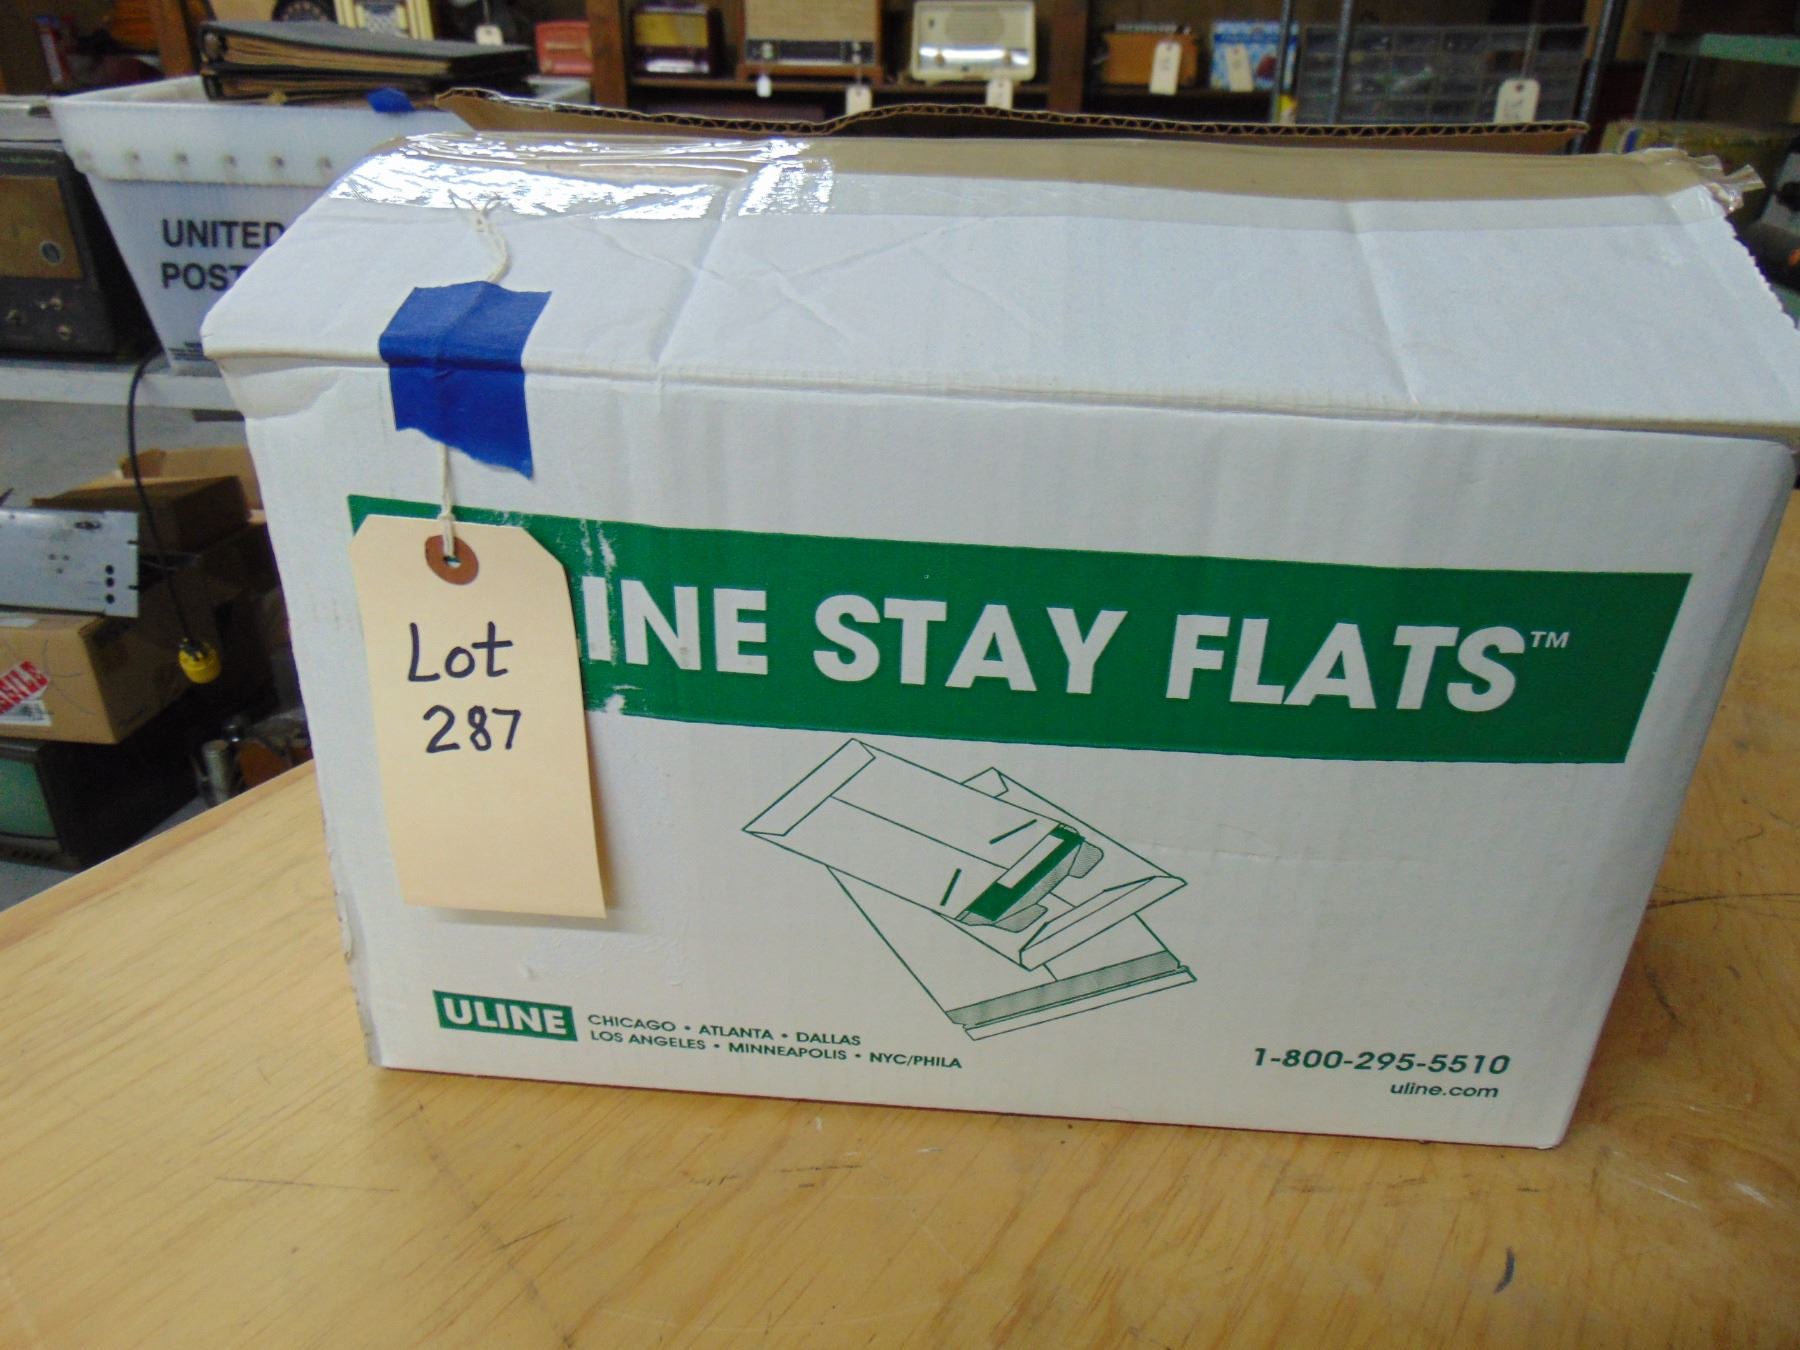 UNITED
POST
Lot
287
INE STAY FLATS™
ULINE
CHICAGO • ATLANTA • DALLAS
LOS ANGELES • MINNEAPOLIS • NYC/PHILA
1-800-295-5510
uline.com